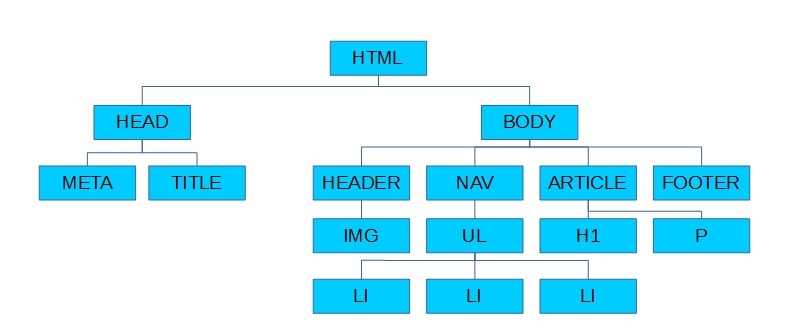 HTML
HEAD
BODY
META
TITLE
HEADER
NAV
ARTICLE
FOOTER
IMG
UL
H1
P
LI
LI
LI